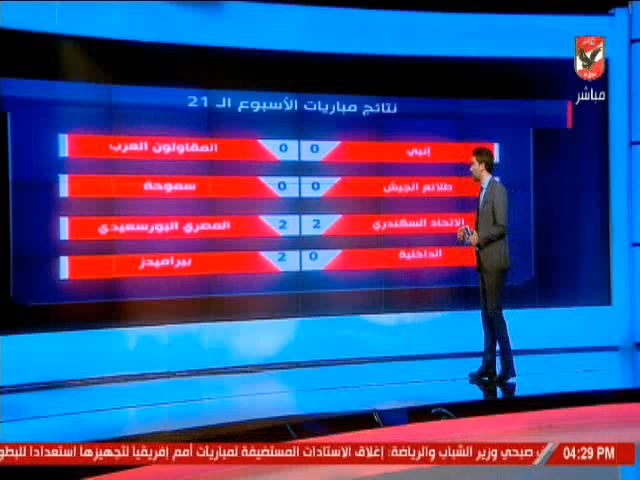 مباشر
نتائج مباريات الأسبوع الـ 21
إنبي 0 0 المقاولون العرب
طلائع الجيش 0 0 سموحة
الاتحاد السكندري 2 2 المصري البورسعيدي
الداخلية 0 2 بيراميدز
صبحي وزير الشباب والرياضة: إغلاق الاستادات المستضيفة لمباريات أمم إفريقيا لتجهيزها استعدادا للبطو
04:29 PM